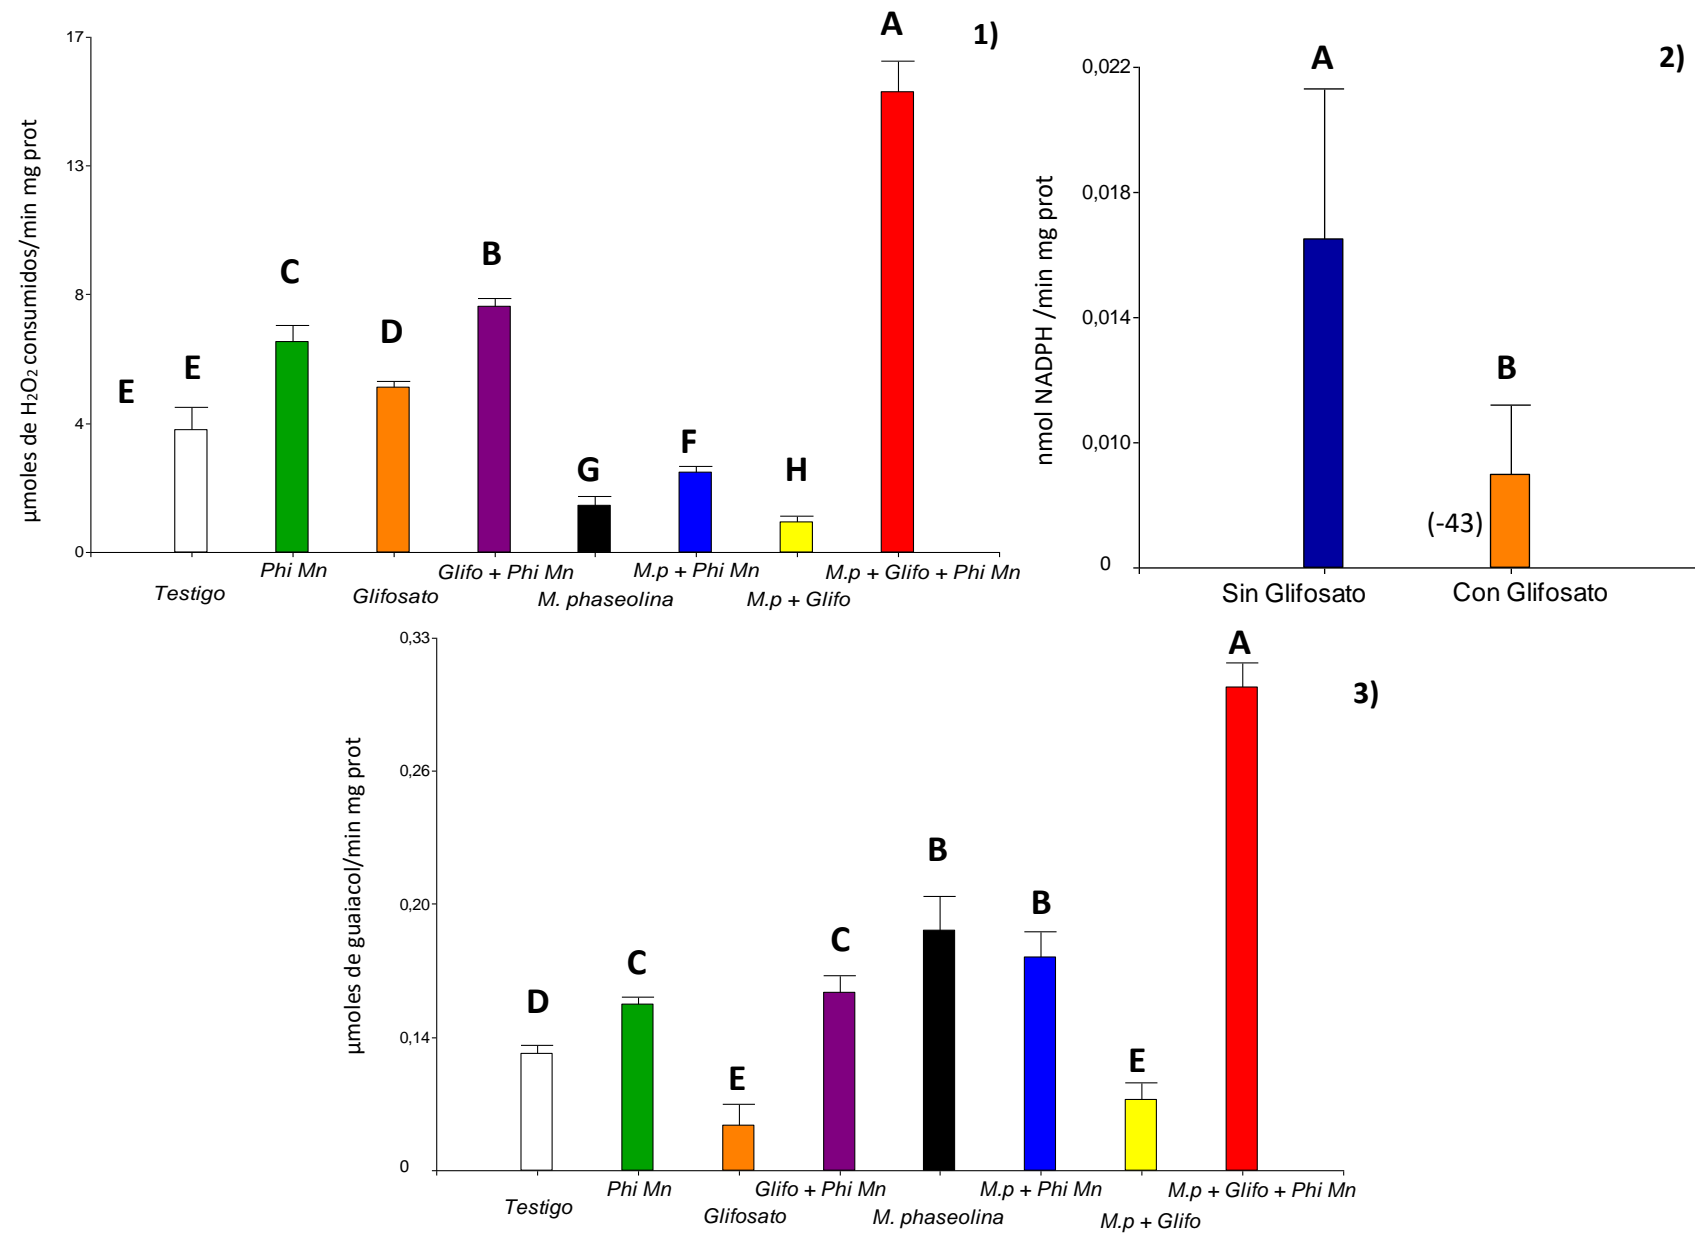 1)
µmoles de H₂O₂ consumidos/min mg prot
17
13
8
4
0
E
E
C
D
B
G
F
H
A
Testigo
Phi Mn
Glifosato
Glifo + Phi Mn
M. phaseolina
M.p + Phi Mn
M.p + Glifo
M.p + Glifo + Phi Mn
2)
nmol NADPH /min mg prot
0,022
0,018
0,014
0,010
0
A
B
(-43)
Sin Glifosato
Con Glifosato
3)
µmoles de guaiacol/min mg prot
0,33
0,26
0,20
0,14
0
D
C
E
C
B
B
E
A
Testigo
Phi Mn
Glifosato
Glifo + Phi Mn
M. phaseolina
M.p + Phi Mn
M.p + Glifo
M.p + Glifo + Phi Mn